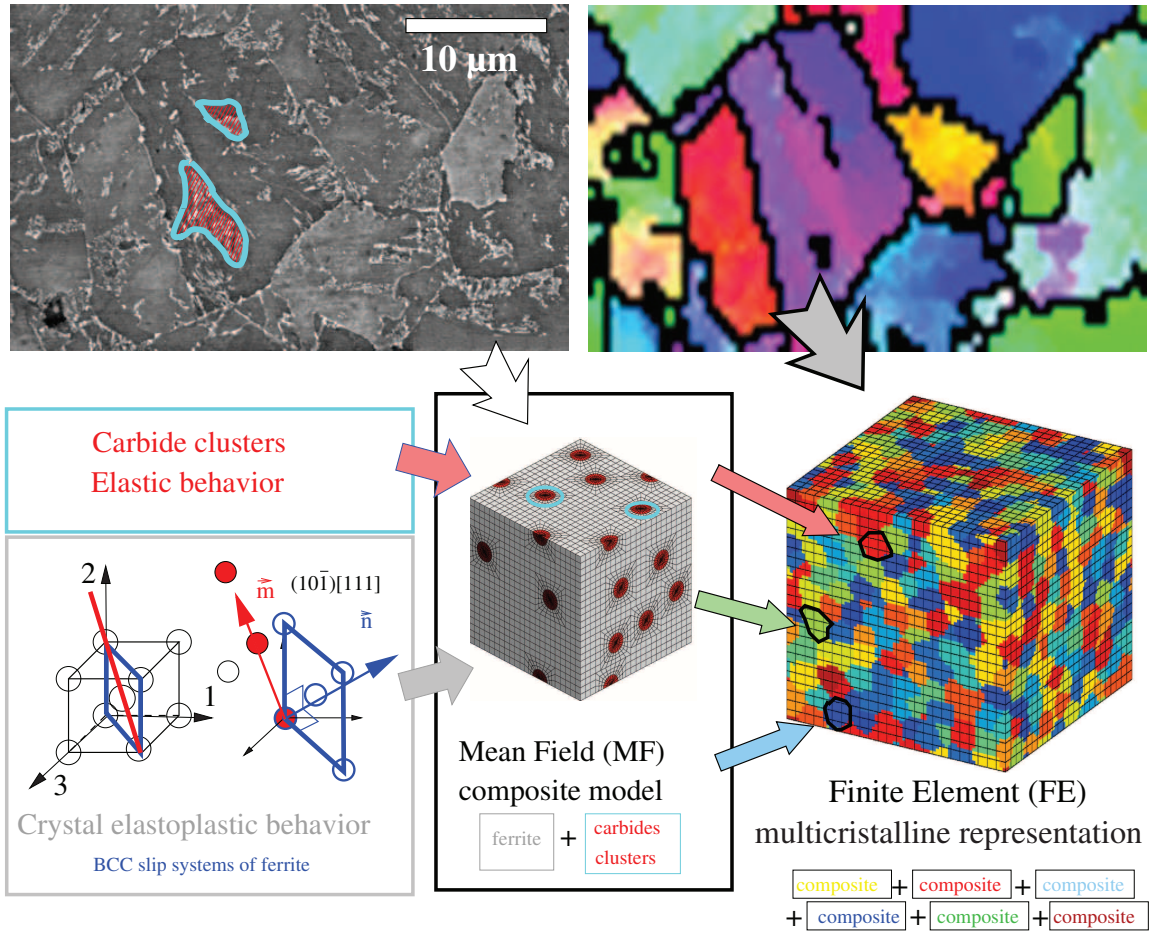 10 µm
Carbide clusters
Elastic behavior
2
1
3
m⃗
(101̄)[111]
n⃗
Crystal elastoplastic behavior
BCC slip systems of ferrite
Mean Field (MF)
composite model
ferrite + carbides
clusters
Finite Element (FE)
multicristalline representation
composite + composite + composite
+ composite + composite + composite